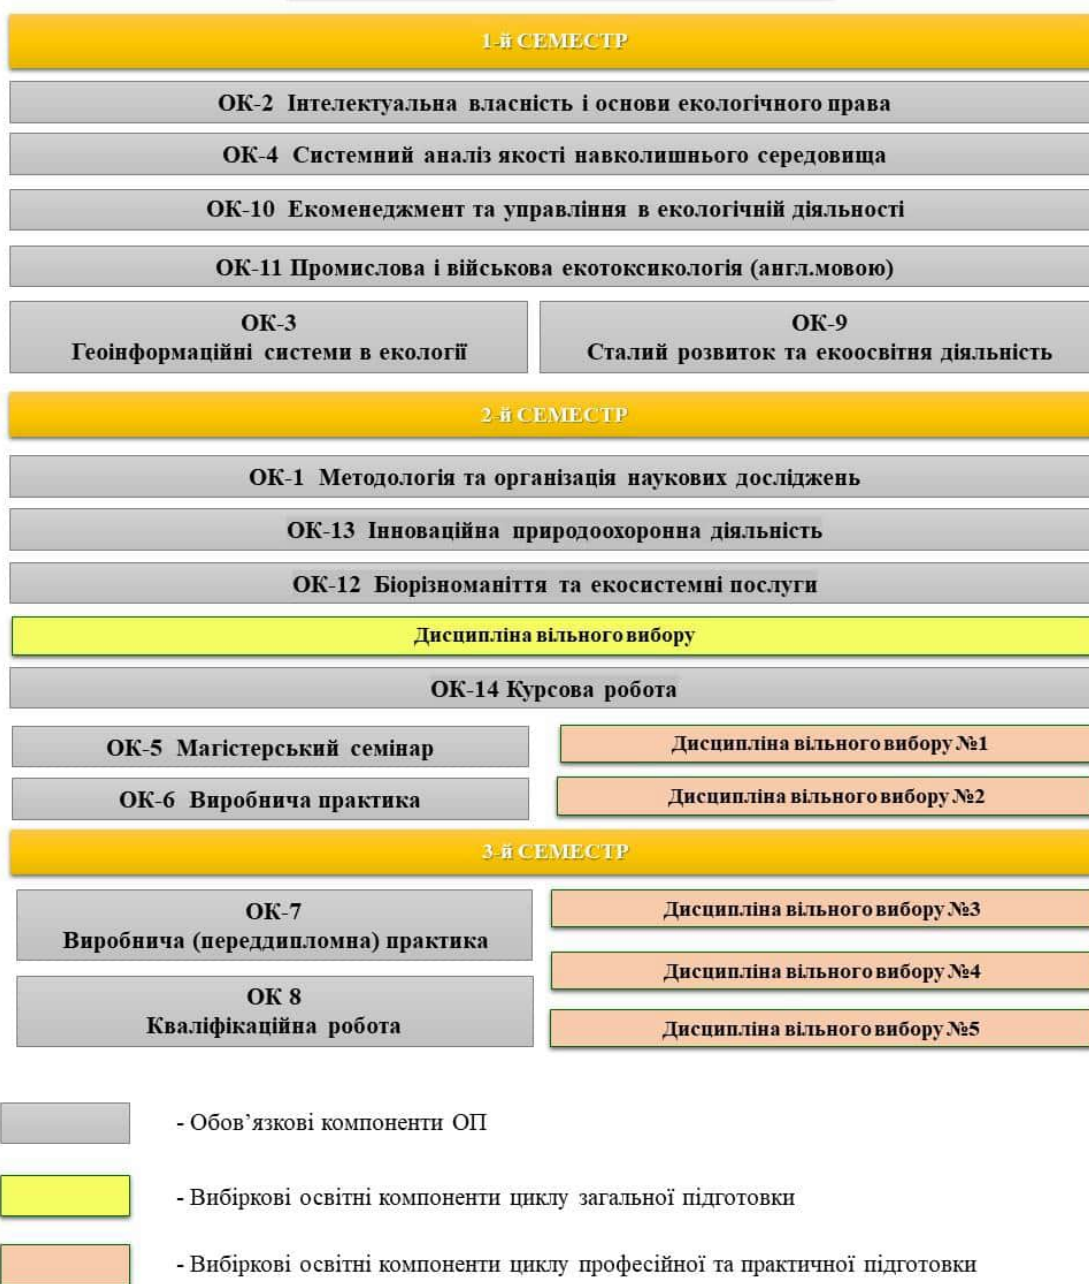 1-й СЕМЕСТР
ОК-2 Інтелектуальна власність і основи екологічного права
ОК-4 Системний аналіз якості навколишнього середовища
ОК-10 Екоменеджмент та управління в екологічній діяльності
ОК-11 Промислова і військова екотоксикологія (англ.мовою)
ОК-3
Геоінформаційні системи в екології
ОК-9
Сталий розвиток та екоосвітня діяльність
2-й СЕМЕСТР
ОК-1 Методологія та організація наукових досліджень
ОК-13 Інноваційна природоохоронна діяльність
ОК-12 Біорізноманіття та екосистемні послуги
Дисципліна вільного вибору
ОК-14 Курсова робота
ОК-5 Магістерський семінар
Дисципліна вільного вибору №1
ОК-6 Виробнича практика
Дисципліна вільного вибору №2
3-й СЕМЕСТР
ОК-7
Виробнича (переддипломна) практика
Дисципліна вільного вибору №3
Дисципліна вільного вибору №4
ОК 8
Кваліфікаційна робота
Дисципліна вільного вибору №5
- Обов’язкові компоненти ОП
- Вибіркові освітні компоненти циклу загальної підготовки
- Вибіркові освітні компоненти циклу професійної та практичної підготовки